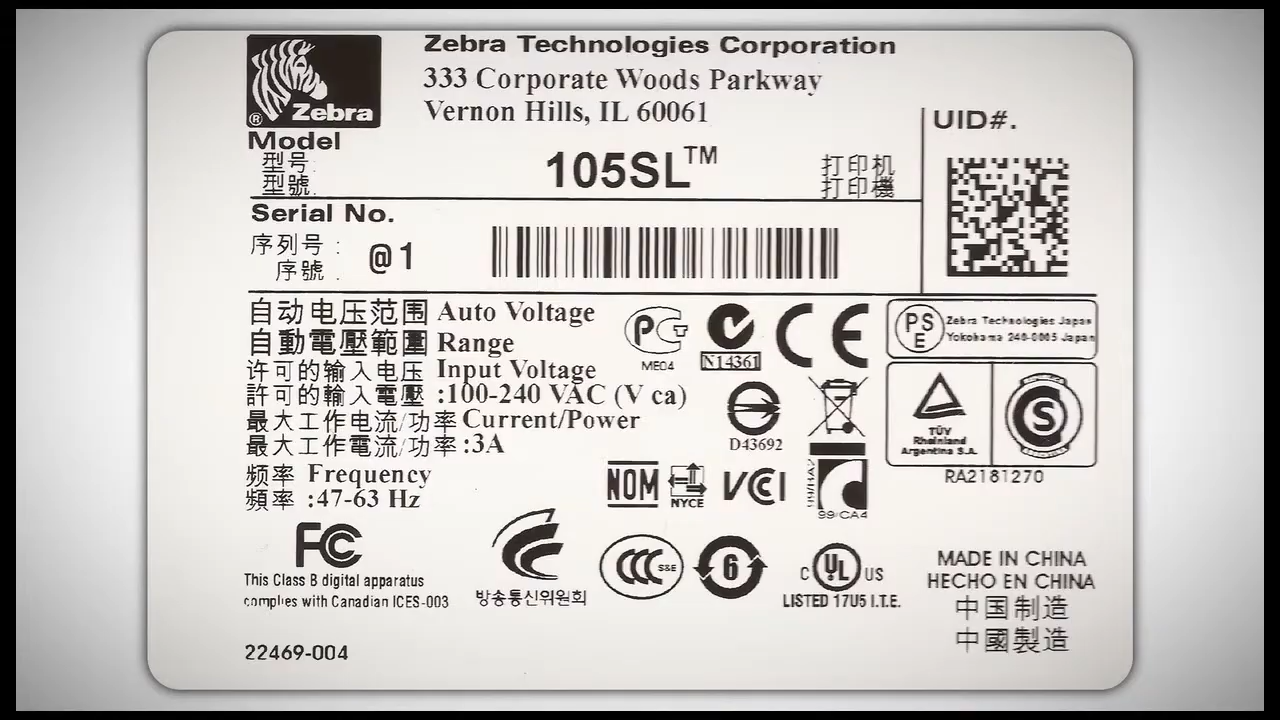 Zebra Technologies Corporation
333 Corporate Woods Parkway
Vernon Hills, IL 60061
® Zebra
UID#.
Model
型号
型號
105SL™
打印机
打印機
Serial No.
序列号 :
序號 :
@1
自动电压范围 Auto Voltage
自動電壓範圍 Range
许可的输入电压 Input Voltage
許可的輸入電壓 :100-240 VAC (V ca)
最大工作电流/功率 Current/Power
最大工作電流/功率 :3A
频率 Frequency
頻率 :47-63 Hz
PG
ME04
N14361
CE
PS
E
Zebra Technologies Japan
Yokohama 240-0005 Japan
D43692
TÜV
Rheinland
Argentina S.A.
S
RA2181270
NOM
NYCE
VCI
99/CA4
FC
This Class B digital apparatus
complies with Canadian ICES-003
방송통신위원회
CCC S&E
6
C UL US
LISTED 17U5 I.T.E.
MADE IN CHINA
HECHO EN CHINA
中国制造
中國製造
22469-004